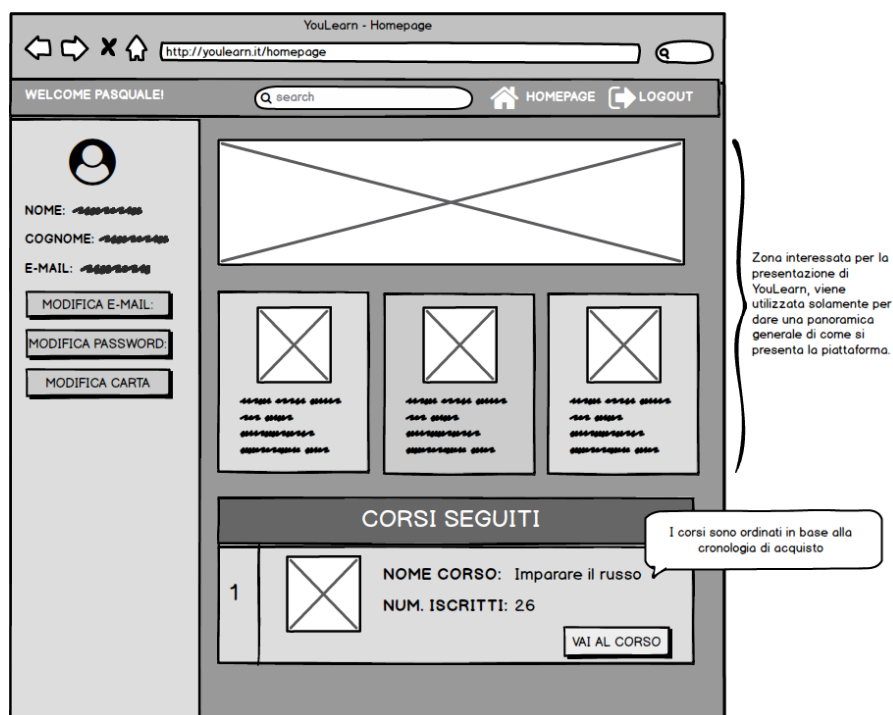 YouLearn - Homepage
http://youlearn.it/homepage
WELCOME PASQUALE!
search
HOMEPAGE
LOGOUT
NOME:
COGNOME:
E-MAIL:
MODIFICA E-MAIL:
MODIFICA PASSWORD:
MODIFICA CARTA
Zona interessata per la
presentazione di
YouLearn, viene
utilizzata solamente per
dare una panoramica
generale di come si
presenta la piattaforma.
CORSI SEGUITI
I corsi sono ordinati in base alla
cronologia di acquisto
1
NOME CORSO: Imparare il russo
NUM. ISCRITTI: 26
VAI AL CORSO